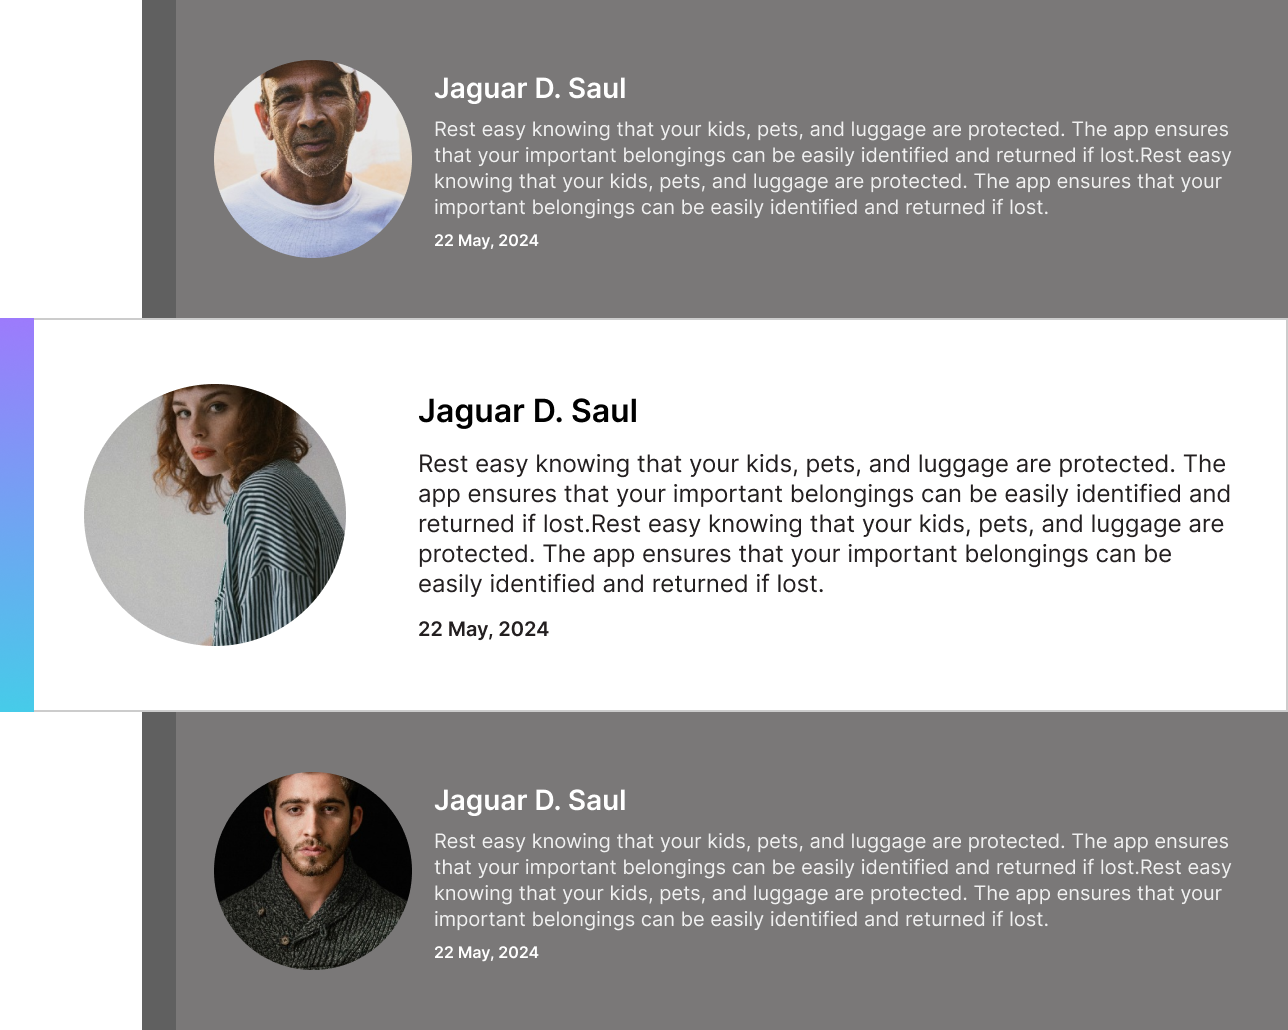 Jaguar D. Saul
Rest easy knowing that your kids, pets, and luggage are protected. The app ensures
that your important belongings can be easily identified and returned if lost.Rest easy
knowing that your kids, pets, and luggage are protected. The app ensures that your
important belongings can be easily identified and returned if lost.
22 May, 2024
Jaguar D. Saul
Rest easy knowing that your kids, pets, and luggage are protected. The
app ensures that your important belongings can be easily identified and
returned if lost.Rest easy knowing that your kids, pets, and luggage are
protected. The app ensures that your important belongings can be
easily identified and returned if lost.
22 May, 2024
Jaguar D. Saul
Rest easy knowing that your kids, pets, and luggage are protected. The app ensures
that your important belongings can be easily identified and returned if lost.Rest easy
knowing that your kids, pets, and luggage are protected. The app ensures that your
important belongings can be easily identified and returned if lost.
22 May, 2024